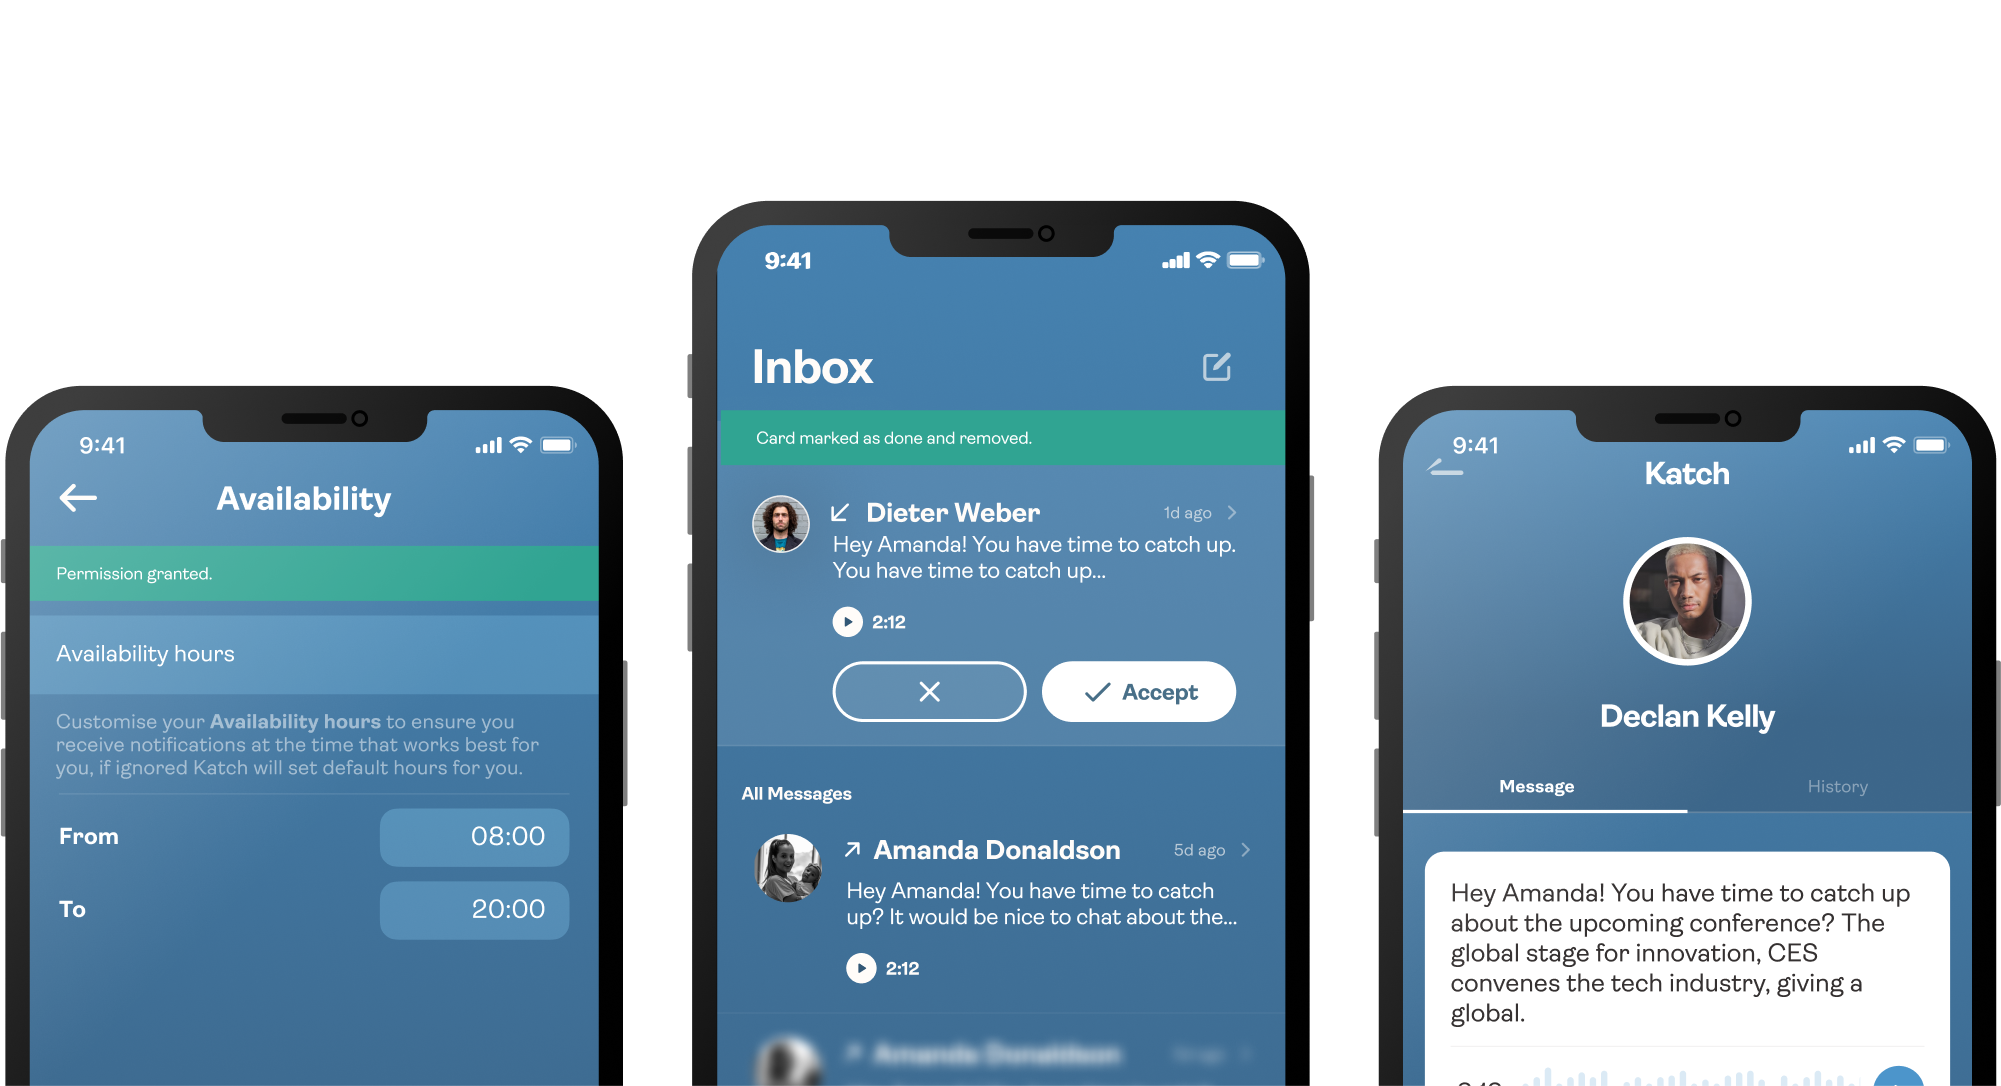 9:41
Availability
Permission granted.
Availability hours
Customise your Availability hours to ensure you
receive notifications at the time that works best for
you, if ignored Katch will set default hours for you.
From
08:00
To
20:00
9:41
Inbox
Card marked as done and removed.
Dieter Weber
1d ago
Hey Amanda! You have time to catch up.
You have time to catch up...
2:12
Accept
All Messages
Amanda Donaldson
5d ago
Hey Amanda! You have time to catch
up? It would be nice to chat about the...
2:12
Amanda Donaldson
9:41
Katch
Declan Kelly
Message
History
Hey Amanda! You have time to catch up
about the upcoming conference? The
global stage for innovation, CES
convenes the tech industry, giving a
global.